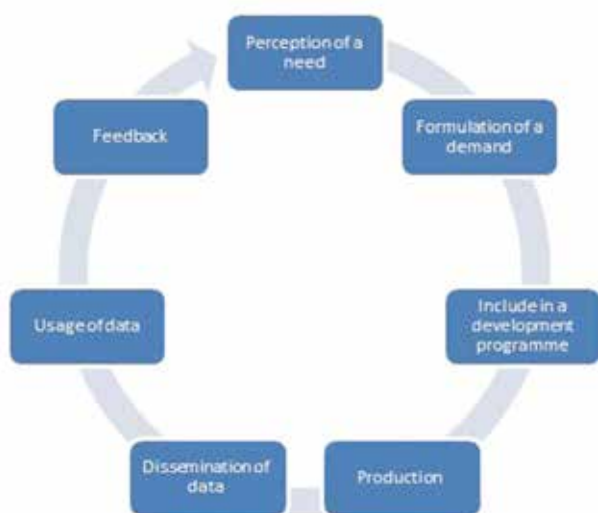 Perception of a
need
Formulation of a
demand
Include in a
development
programme
Production
Dissemination of
data
Usage of data
Feedback